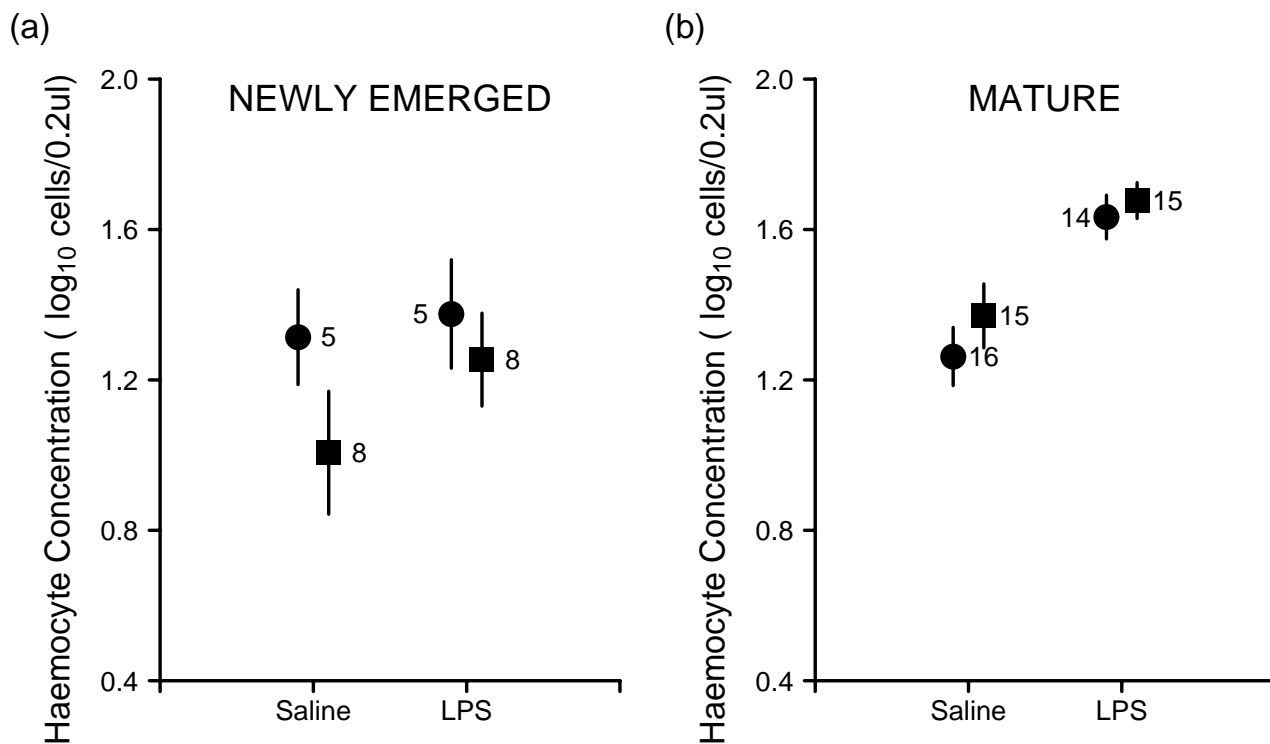 (a)
NEWLY EMERGED
Haemocyte Concentration ( log10 cells/0.2ul)
2.0
1.6
1.2
0.8
0.4
5
8
5
8
Saline
LPS
(b)
MATURE
Haemocyte Concentration ( log10 cells/0.2ul)
2.0
1.6
1.2
0.8
0.4
14
15
15
16
Saline
LPS